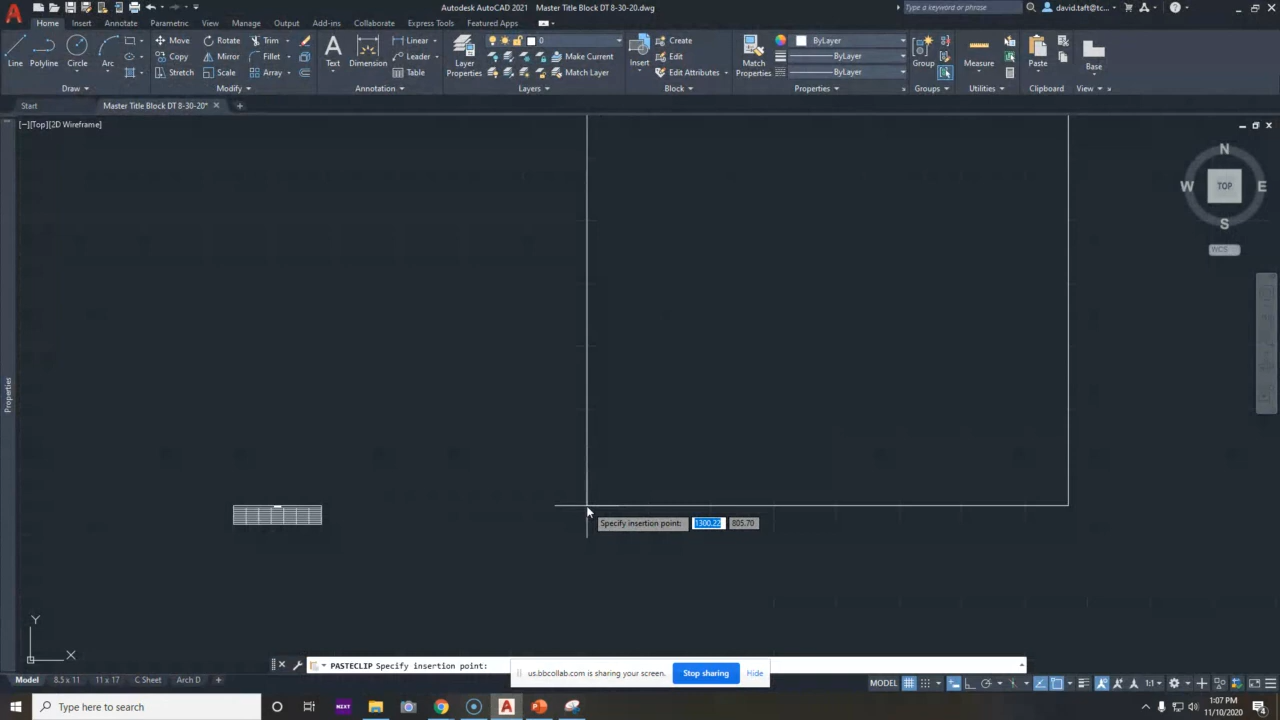 Autodesk AutoCAD 2021 Master Title Block DT 8-30-20.dwg
Type a keyword or phrase
david.taft@tc...
Home Insert Annotate Parametric View Manage Output Add-ins Collaborate Express Tools Featured Apps
Line Polyline Circle Arc
Move Rotate Trim
Copy Mirror Fillet
Stretch Scale Array
Text Dimension
Linear
Leader
Table
Layer Properties
0
Make Current
Match Layer
Insert
Create
Edit
Edit Attributes
Match Properties
ByLayer
ByLayer
ByLayer
Group
Measure
Paste
Base
Draw Modify Annotation Layers Block Properties Groups Utilities Clipboard View
Start Master Title Block DT 8-30-20*
[−][Top][2D Wireframe]
N
W TOP E
S
WCS
Properties
Specify insertion point: 1300.22 805.70
Y
X
PASTECLIP Specify insertion point:
us.bbcollab.com is sharing your screen. Stop sharing Hide
Model 8.5 x 11 11 x 17 C Sheet Arch D +
MODEL 1:1
Type here to search
NEXT
1:07 PM
11/10/2020